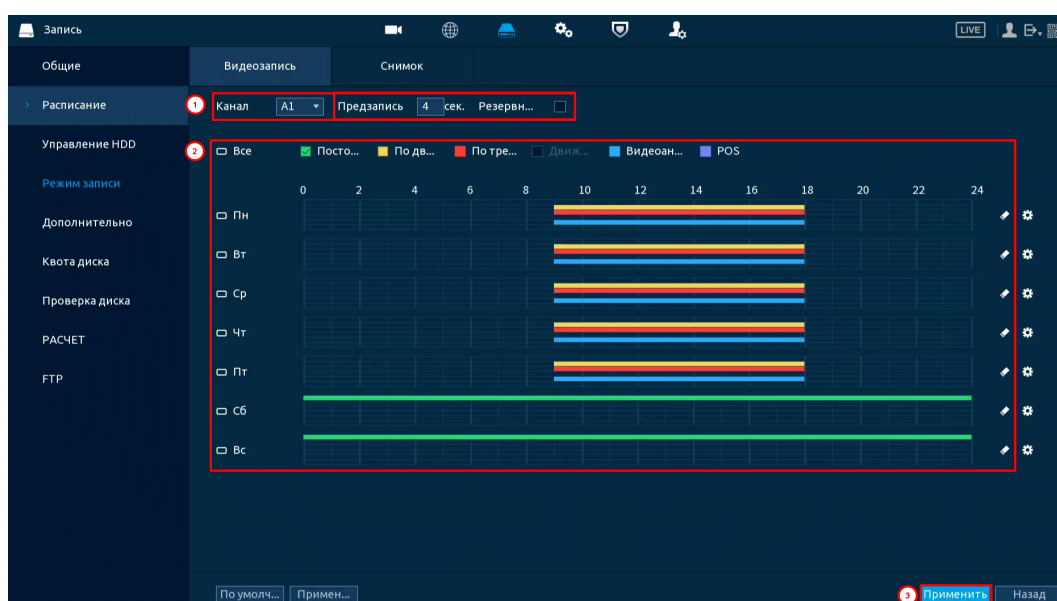 Запись LIVE
Общие Видеозапись Снимок
Расписание 1 Канал A1 Предзапись 4 сек. Резервн...
Управление HDD 2 Все Посто... По дв... По тре... Движ... Видеоан... POS
Режим записи
0 2 4 6 8 10 12 14 16 18 20 22 24
Дополнительно Пн
Квота диска Вт
Проверка диска Ср
РАСЧЕТ Чт
FTP Пт
Сб
Вс
По умолч... Примен... 3 Применить Назад